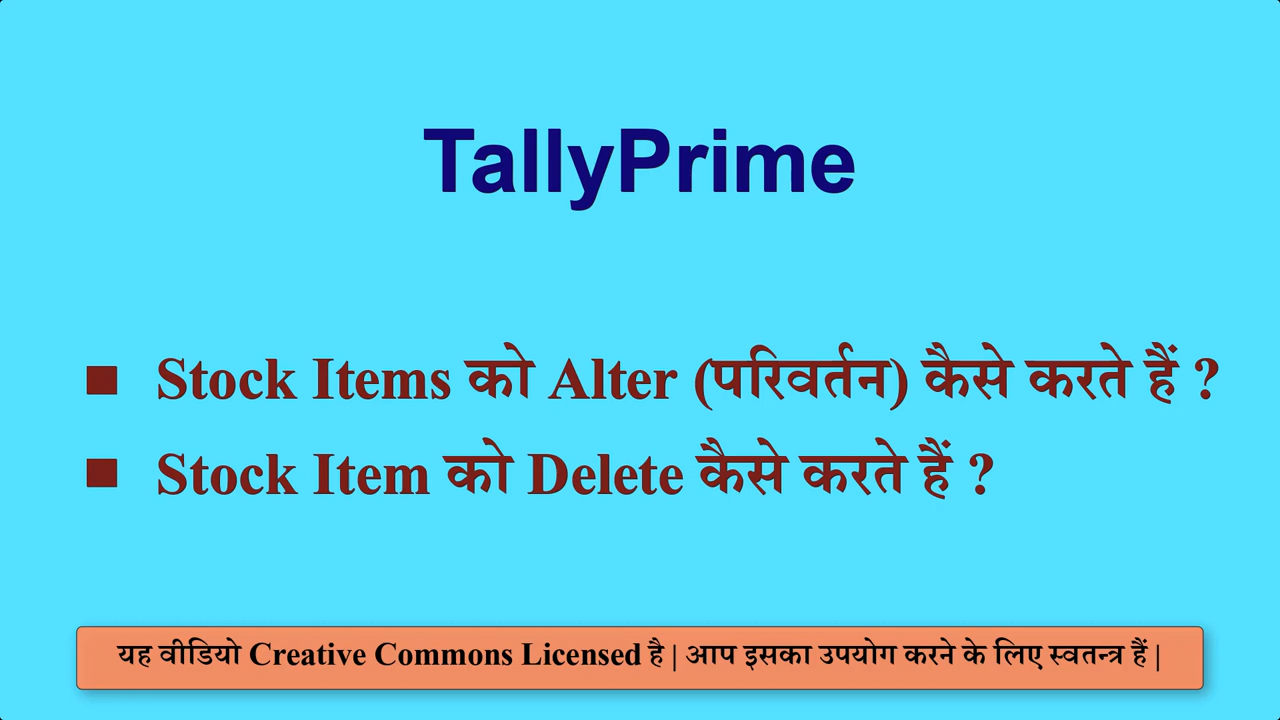 TallyPrime
■ Stock Items को Alter (परिवर्तन) कैसे करते हैं ?
■ Stock Item को Delete कैसे करते हैं ?
यह वीडियो Creative Commons Licensed है | आप इसका उपयोग करने के लिए स्वतन्त्र हैं |